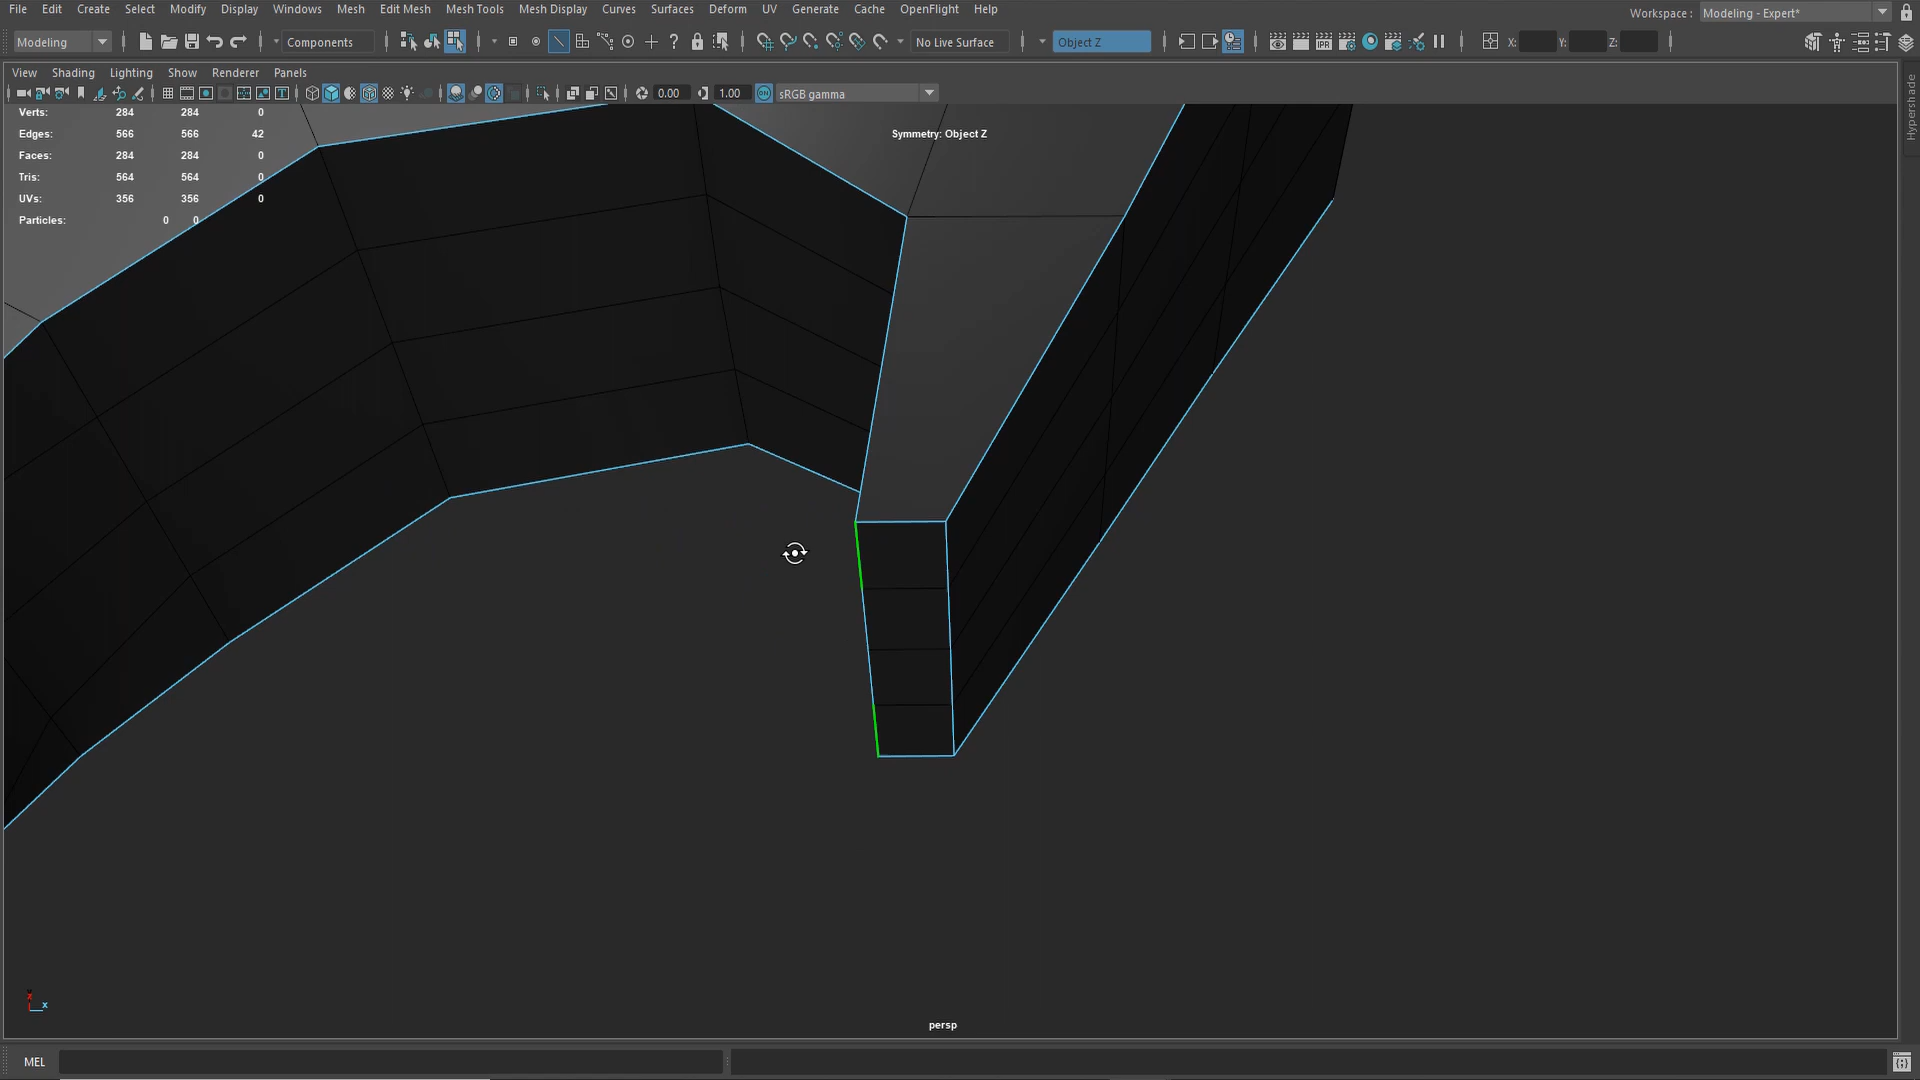 File Edit Create Select Modify Display Windows Mesh Edit Mesh Mesh Tools Mesh Display Curves Surfaces Deform UV Generate Cache OpenFlight Help
Workspace : Modeling - Expert*
Modeling Components No Live Surface Object Z X: Y: Z:
View Shading Lighting Show Renderer Panels
0.00 1.00 ON sRGB gamma
Hypershade
Verts: 284 284 0
Symmetry: Object Z
Edges: 566 566 42
Faces: 284 284 0
Tris: 564 564 0
UVs: 356 356 0
Particles: 0 0
x
persp
MEL